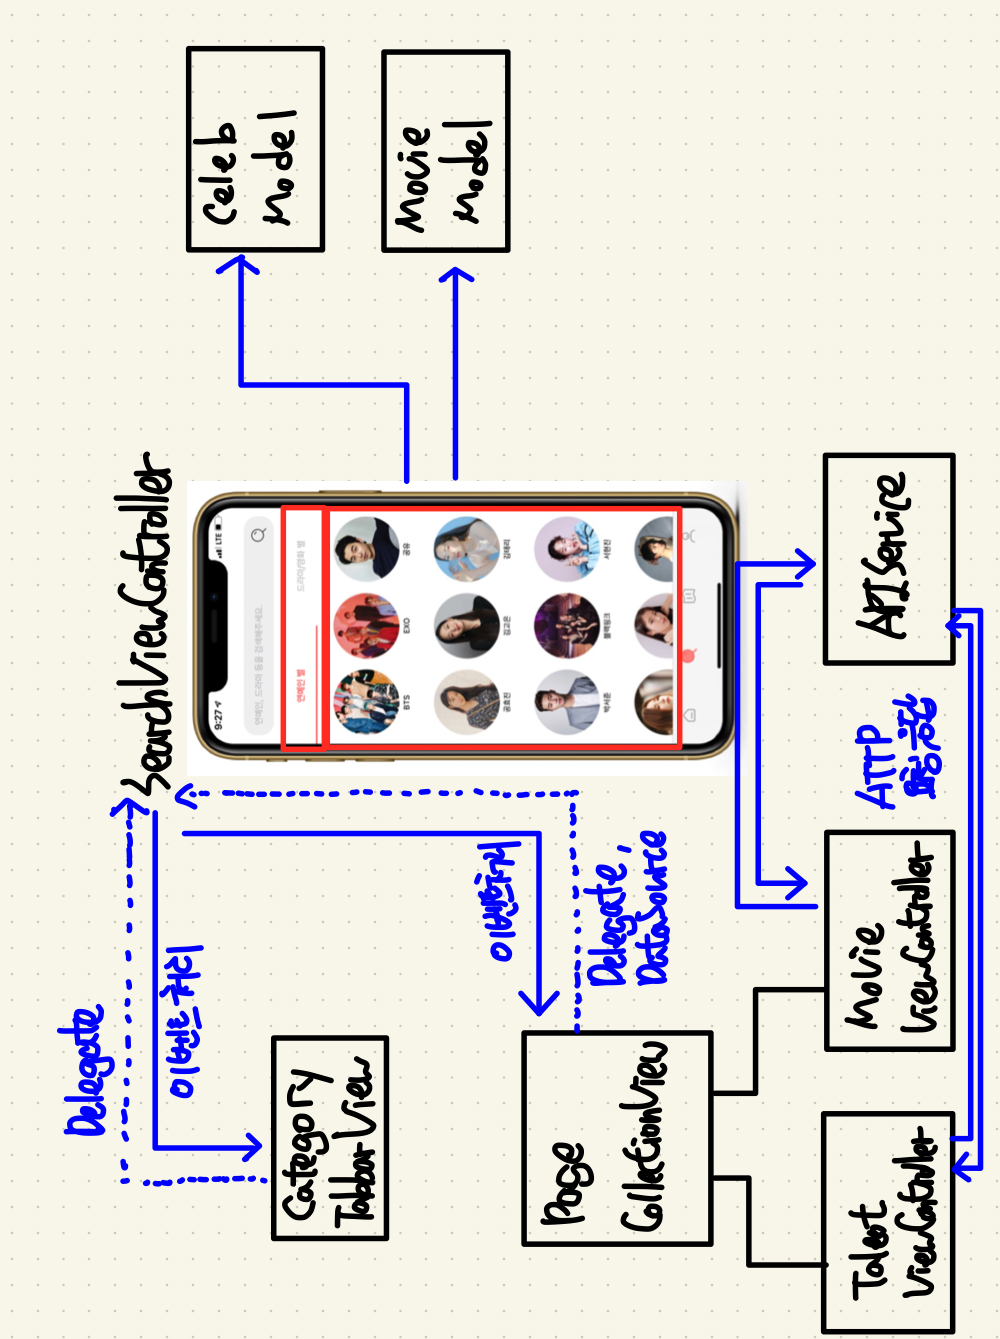 Delegate
SearchViewController
이벤트 처리
9:27
LTE
연예인, 드라마 등을 검색해주세요.
연예인 별
드라마/영화 별
Category
TabbarView
BTS
EXO
공유
공효진
김고은
김태리
박서준
블랙핑크
서현진
Celeb
Model
Movie
Model
이벤트처리
Page
CollectionView
Delegate,
DataSource
Talent
ViewController
Movie
ViewController
HTTP
요청/응답
APIService